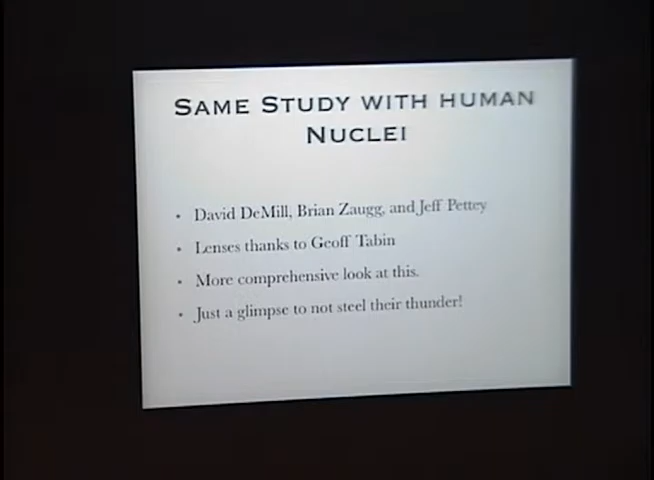 SAME STUDY WITH HUMAN
NUCLEI
• David DeMill, Brian Zaugg, and Jeff Pettey
• Lenses thanks to Geoff Tabin
• More comprehensive look at this.
• Just a glimpse to not steel their thunder!